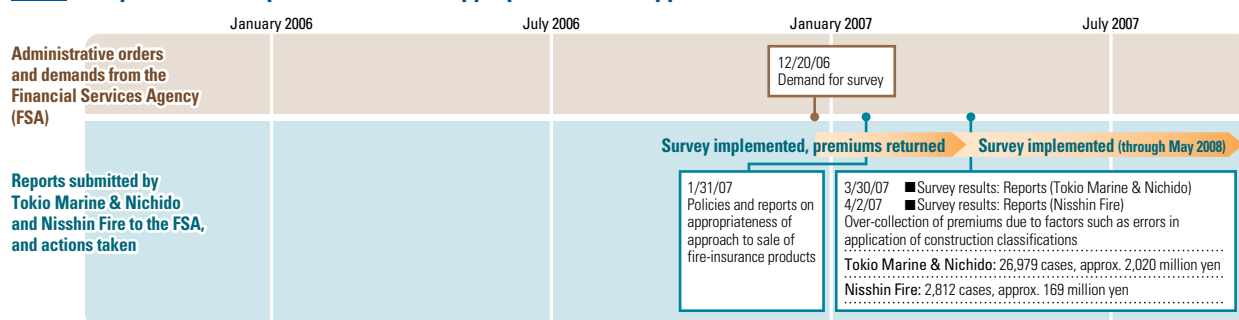 January 2006
July 2006
January 2007
July 2007
Administrative orders
and demands from the
Financial Services Agency
(FSA)
12/20/06
Demand for survey
Survey implemented, premiums returned
Survey implemented (through May 2008)
Reports submitted by
Tokio Marine & Nichido
and Nisshin Fire to the FSA,
and actions taken
1/31/07
Policies and reports on
appropriateness of
approach to sale of
fire-insurance products
3/30/07 ■Survey results: Reports (Tokio Marine & Nichido)
4/2/07 ■Survey results: Reports (Nisshin Fire)
Over-collection of premiums due to factors such as errors in
application of construction classifications
Tokio Marine & Nichido: 26,979 cases, approx. 2,020 million yen
Nisshin Fire: 2,812 cases, approx. 169 million yen